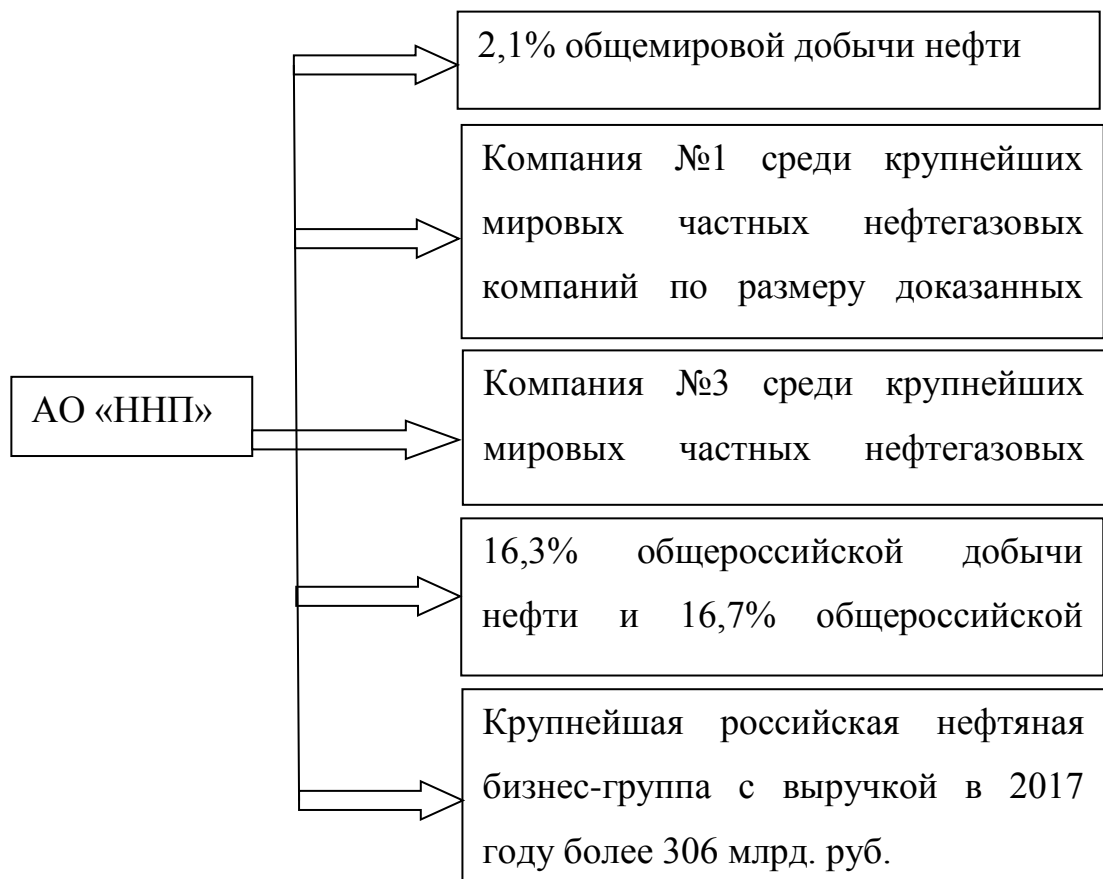 2,1% общемировой добычи нефти
Компания №1 среди крупнейших
мировых частных нефтегазовых
компаний по размеру доказанных
АО «ННП»
Компания №3 среди крупнейших
мировых частных нефтегазовых
16,3% общероссийской добычи
нефти и 16,7% общероссийской
Крупнейшая российская нефтяная
бизнес-группа с выручкой в 2017
году более 306 млрд. руб.